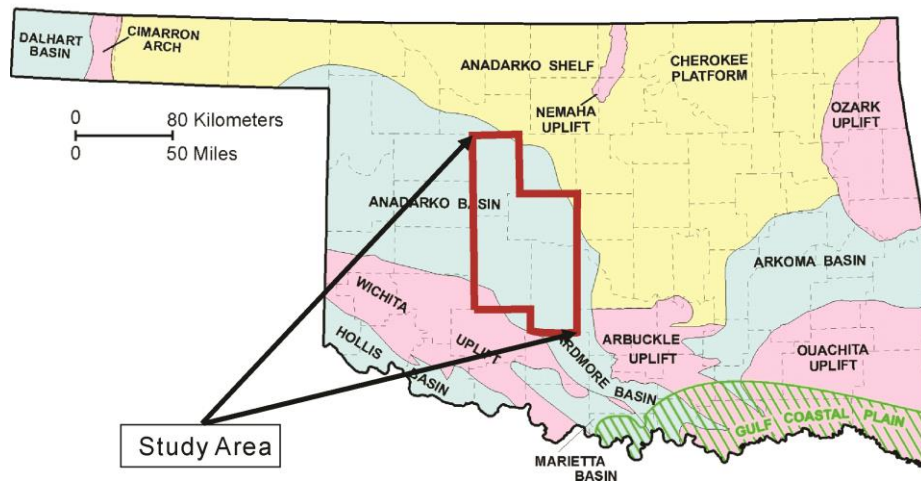 DALHART
BASIN
CIMARRON
ARCH
ANADARKO SHELF
CHEROKEE
PLATFORM
NEMAHA
UPLIFT
OZARK
UPLIFT
0 80 Kilometers
0 50 Miles
ANADARKO BASIN
ARKOMA BASIN
WICHITA
UPLIFT
HOLLIS BASIN
ARDMORE BASIN
ARBUCKLE
UPLIFT
OUACHITA
UPLIFT
GULF COASTAL PLAIN
Study Area
MARIETTA
BASIN